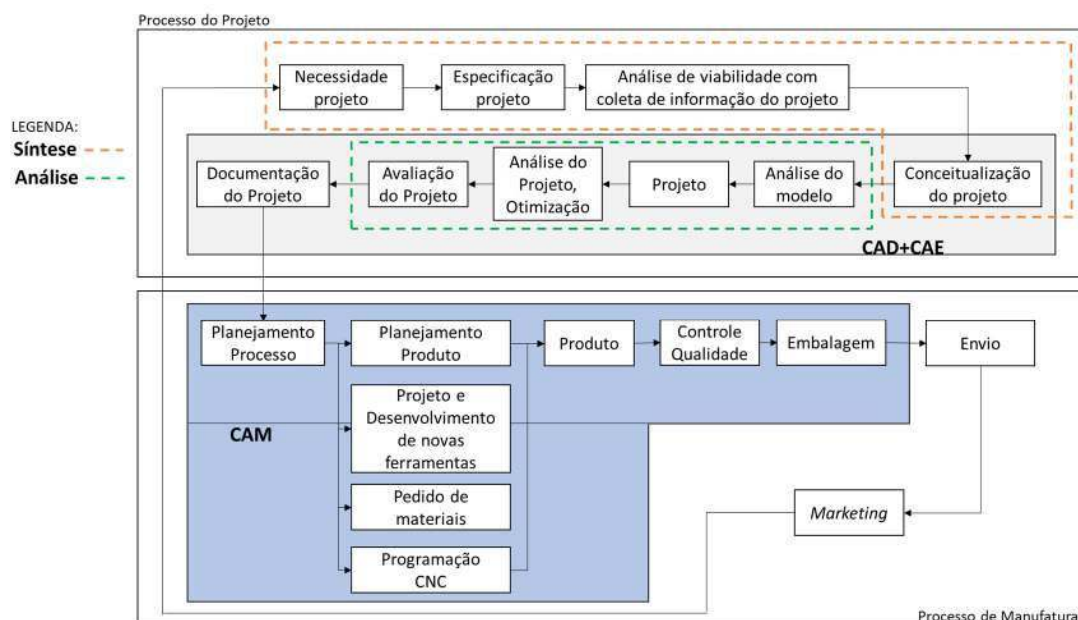 Processo do Projeto
Necessidade
projeto
Especificação
projeto
Análise de viabilidade com
coleta de informação do projeto
LEGENDA:
Síntese
Análise
Documentação
do Projeto
Avaliação
do Projeto
Análise do
Projeto,
Otimização
Projeto
Análise do
modelo
Conceitualização
do projeto
CAD+CAE
Planejamento
Processo
Planejamento
Produto
Produto
Controle
Qualidade
Embalagem
Envio
Projeto e
Desenvolvimento
de novas
ferramentas
CAM
Pedido de
materiais
Marketing
Programação
CNC
Processo de Manufatura